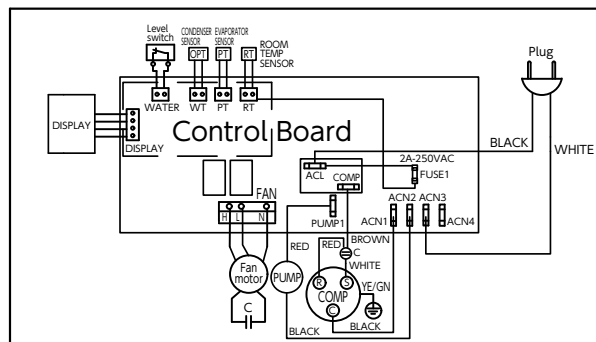 Level switch
CONDENSER SENSOR
EVAPORATOR SENSOR
ROOM TEMP SENSOR
OPT
PT
RT
Plug
WATER
WT
PT
RT
DISPLAY
DISPLAY
Control Board
BLACK
WHITE
2A-250VAC
FUSE1
ACL
COMP
FAN
H
L
N
PUMP1
ACN1
ACN2
ACN3
ACN4
RED
RED
BROWN
C
WHITE
Fan motor
PUMP
R
S
COMP
C
YE/GN
C
BLACK
BLACK